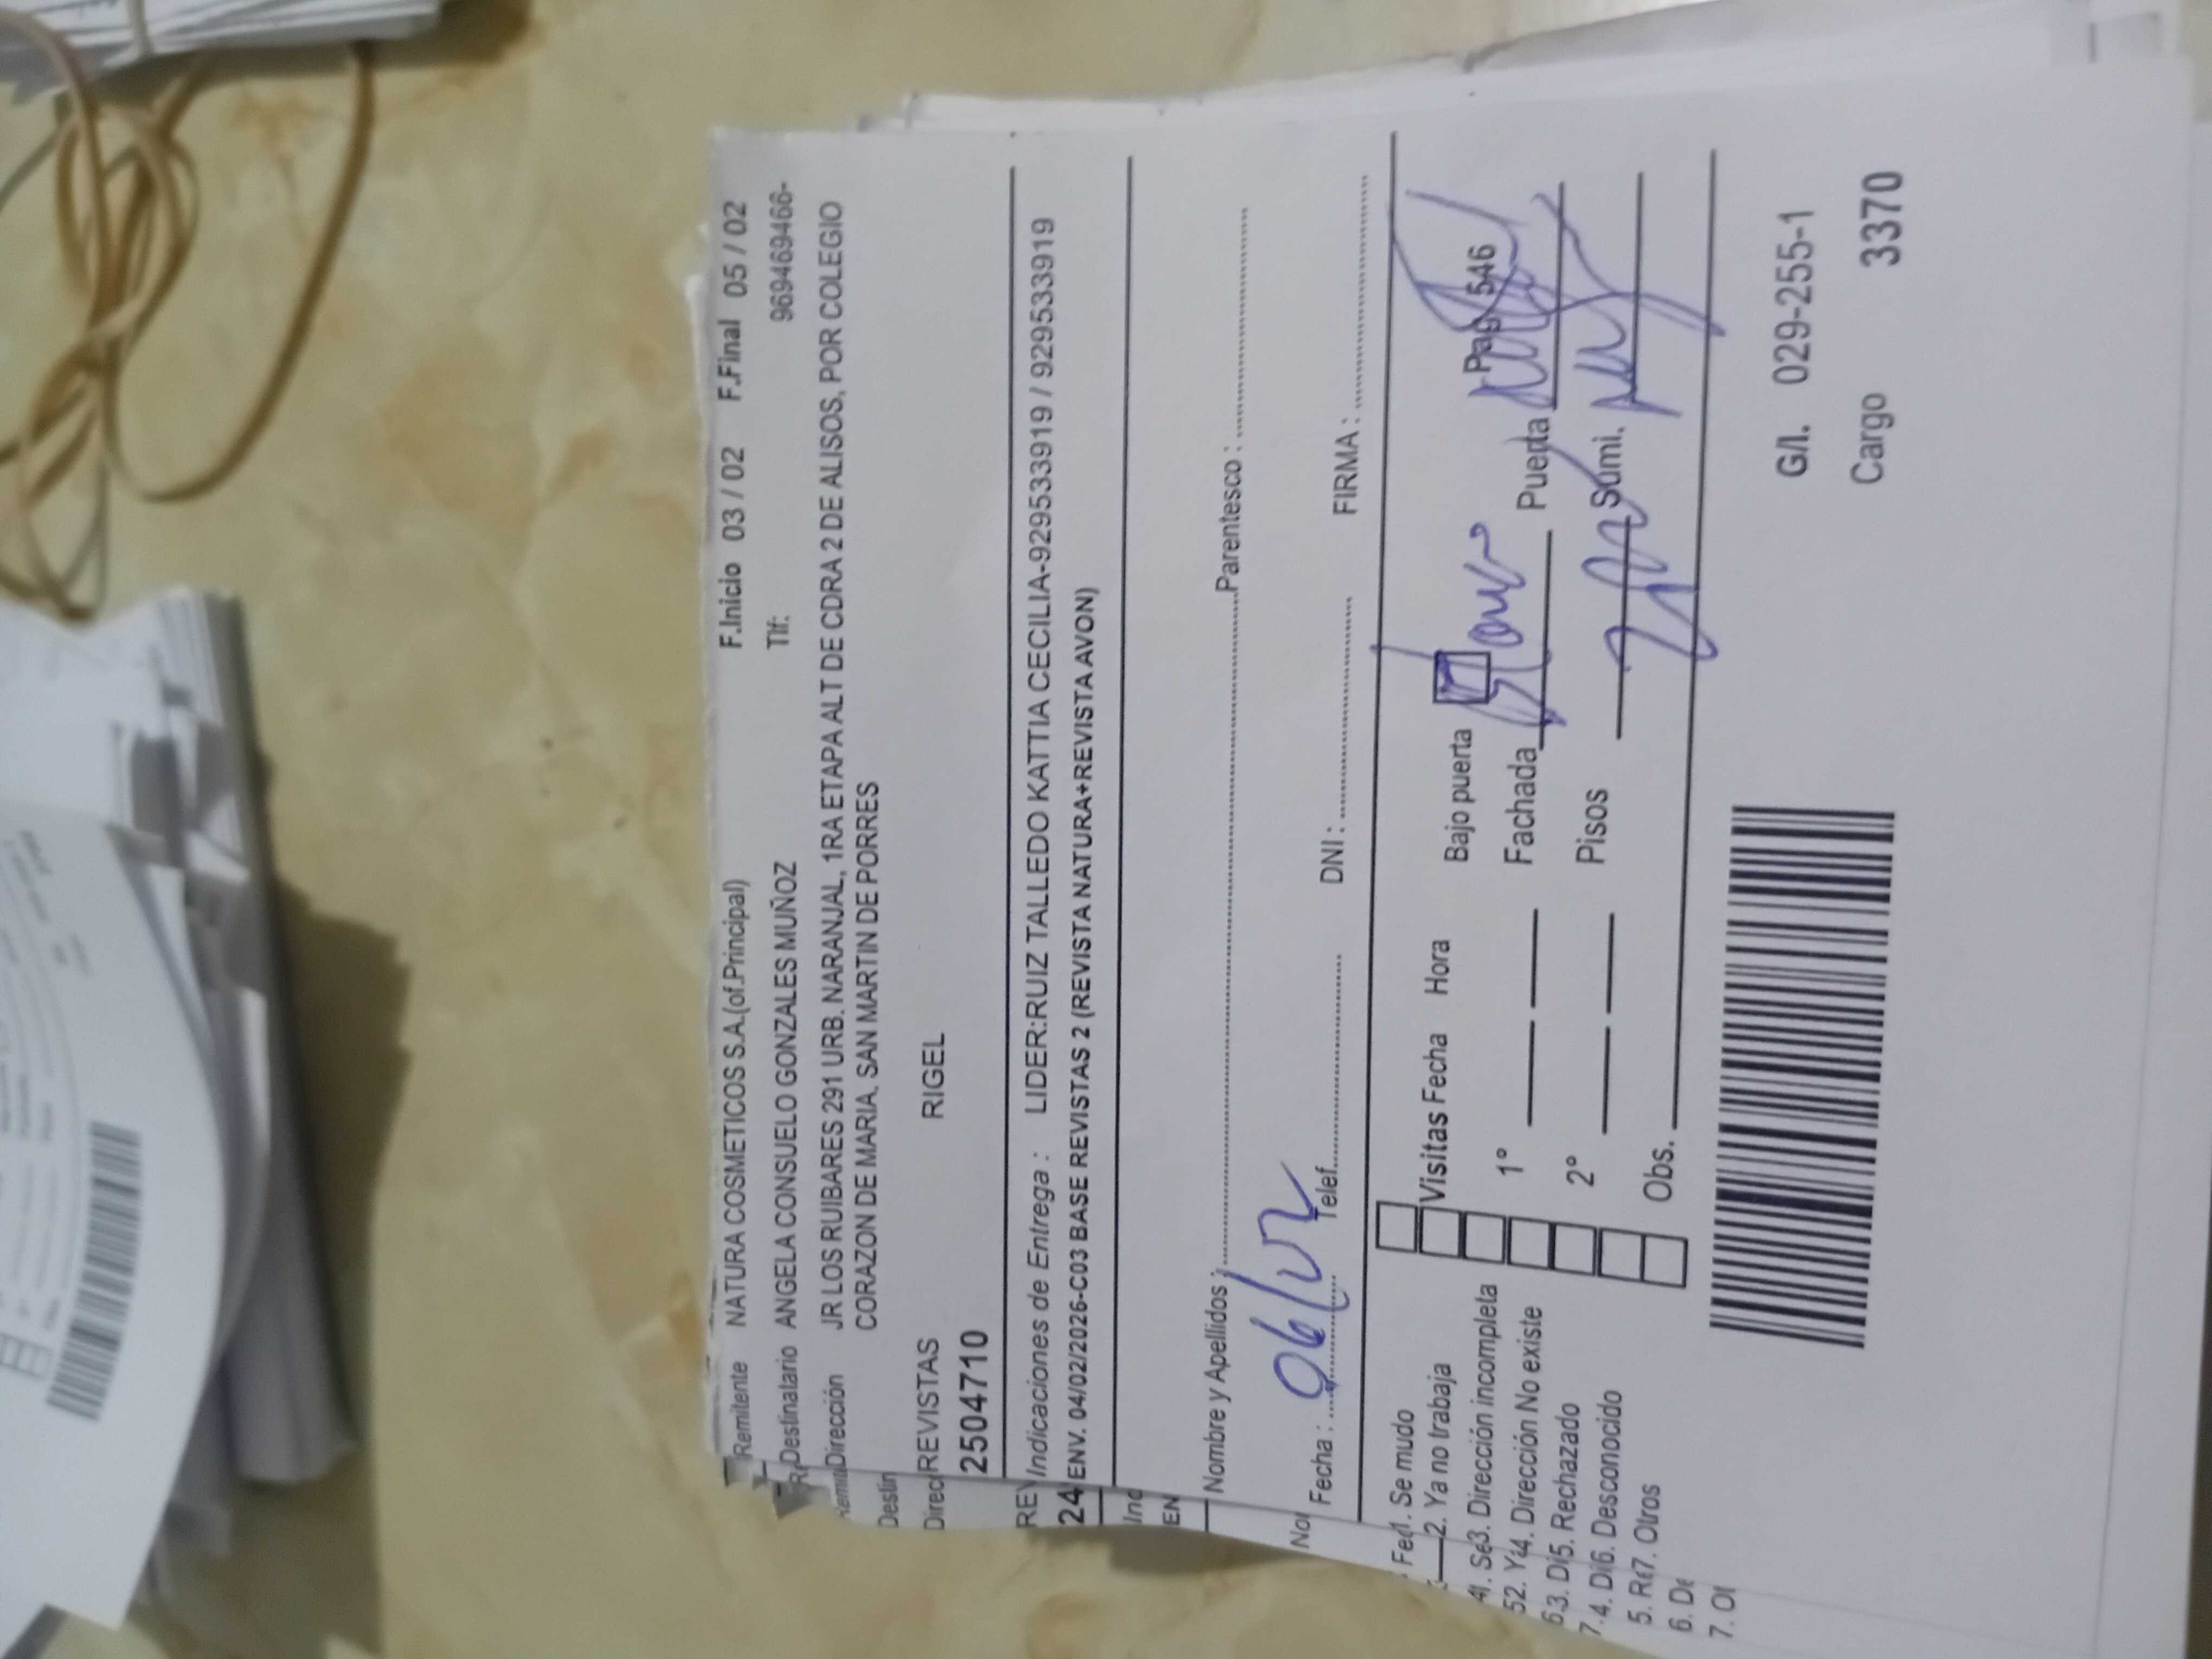 Remitente NATURA COSMETICOS S.A.(of.Principal) F.Inicio 03 / 02 F.Final 05 / 02
Destinatario ANGELA CONSUELO GONZALES MUÑOZ Tlf: 969469466-
Dirección JR LOS RUIBARES 291 URB. NARANJAL, 1RA ETAPA ALT DE CDRA 2 DE ALISOS, POR COLEGIO
CORAZON DE MARIA. SAN MARTIN DE PORRES
REVISTAS RIGEL
2504710
Indicaciones de Entrega : LIDER:RUIZ TALLEDO KATTIA CECILIA-929533919 / 929533919
ENV. 04/02/2026-C03 BASE REVISTAS 2 (REVISTA NATURA+REVISTA AVON)
Nombre y Apellidos : Parentesco :
Fecha : 06/02 Telef. DNI : FIRMA :
1. Se mudo
2. Ya no trabaja
3. Dirección incompleta
4. Dirección No existe
5. Rechazado
6. Desconocido
7. Otros
Visitas Fecha Hora Bajo puerta Pag 546
1° Fachada Puerta
2° Pisos Sumi.
Obs.
G/I. 029-255-1
Cargo 3370